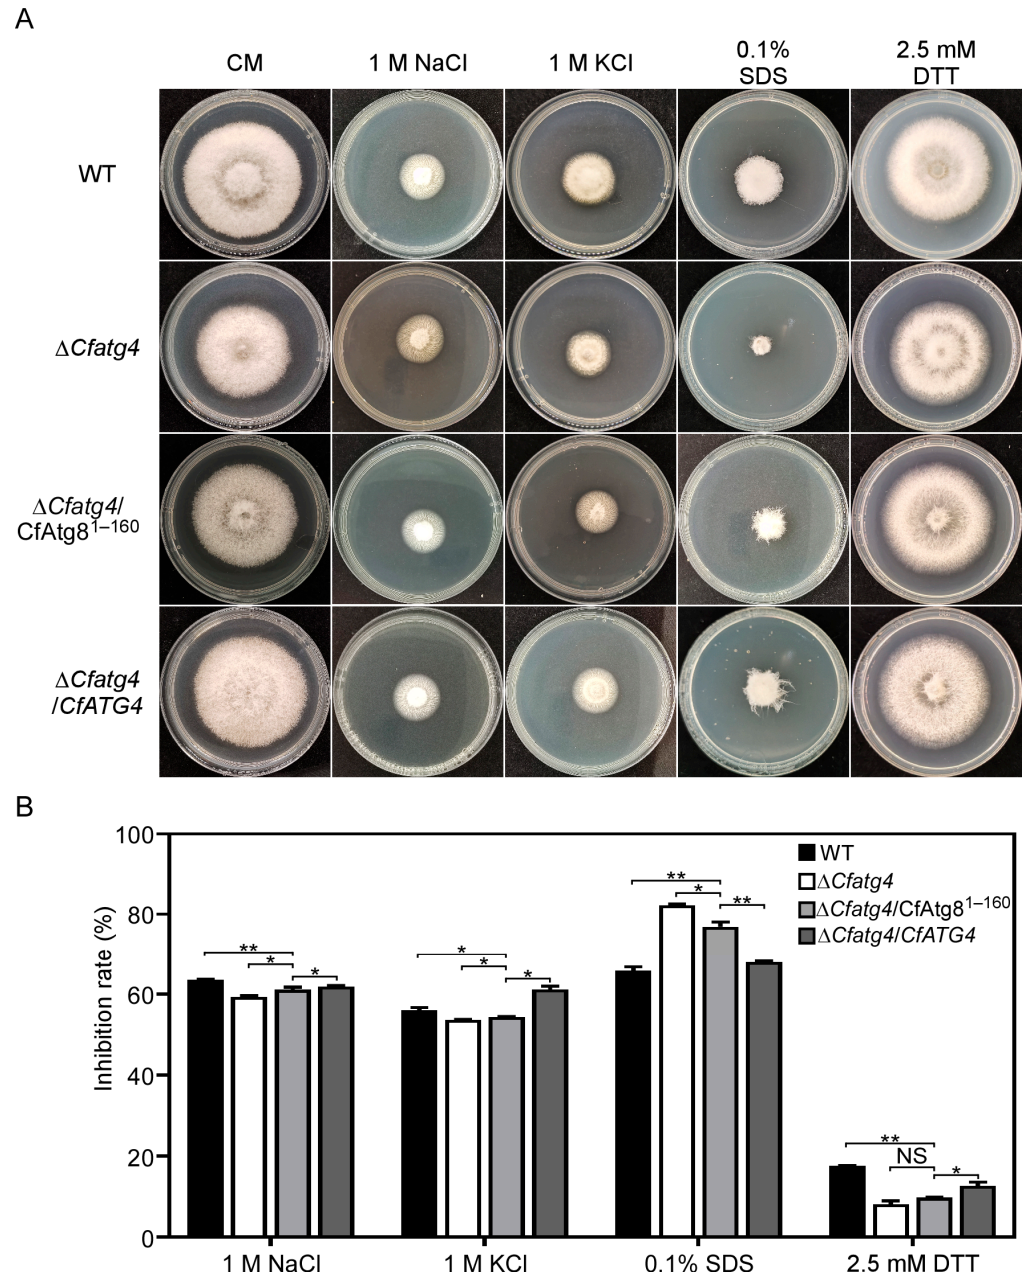 A
CM
1 M NaCl
1 M KCl
0.1%
SDS
2.5 mM
DTT
WT
ΔCfatg4
ΔCfatg4/
CfAtg8¹⁻¹⁶⁰
ΔCfatg4
/CfATG4
B
Inhibition rate (%)
100
80
60
40
20
0
WT
ΔCfatg4
ΔCfatg4/CfAtg8¹⁻¹⁶⁰
ΔCfatg4/CfATG4
**
*
*
*
*
*
**
*
**
**
NS
*
1 M NaCl
1 M KCl
0.1% SDS
2.5 mM DTT